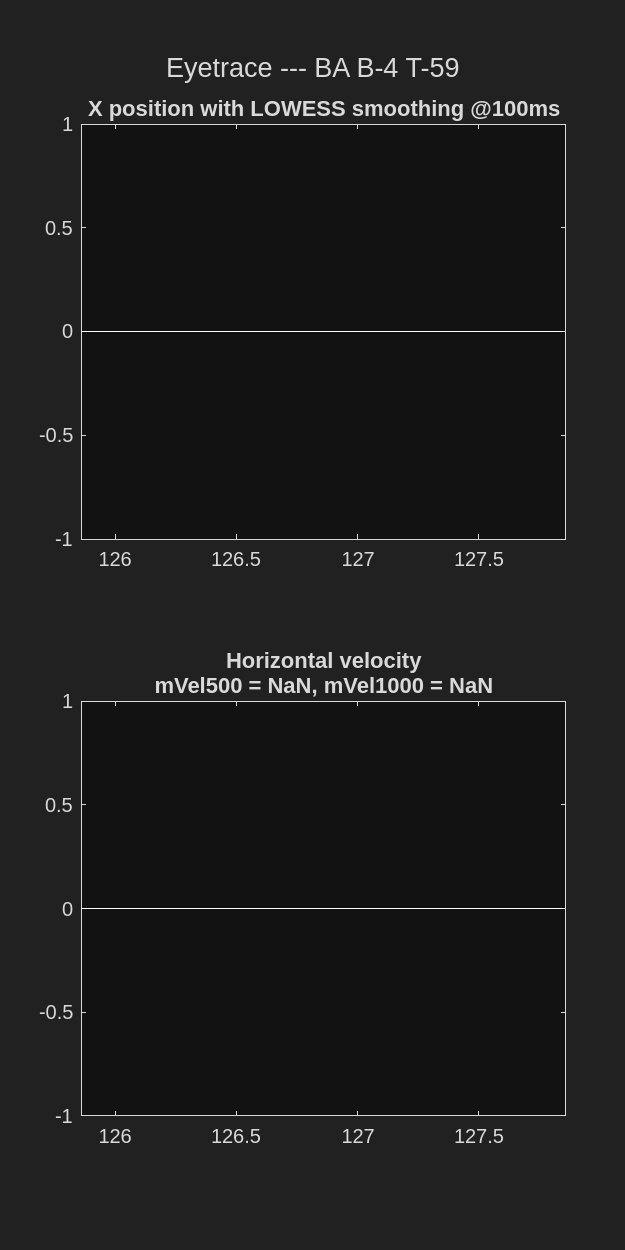 Eyetrace --- BA B-4 T-59
X position with LOWESS smoothing @100ms
1
0.5
0
-0.5
-1
126 126.5 127 127.5
Horizontal velocity
mVel500 = NaN, mVel1000 = NaN
1
0.5
0
-0.5
-1
126 126.5 127 127.5